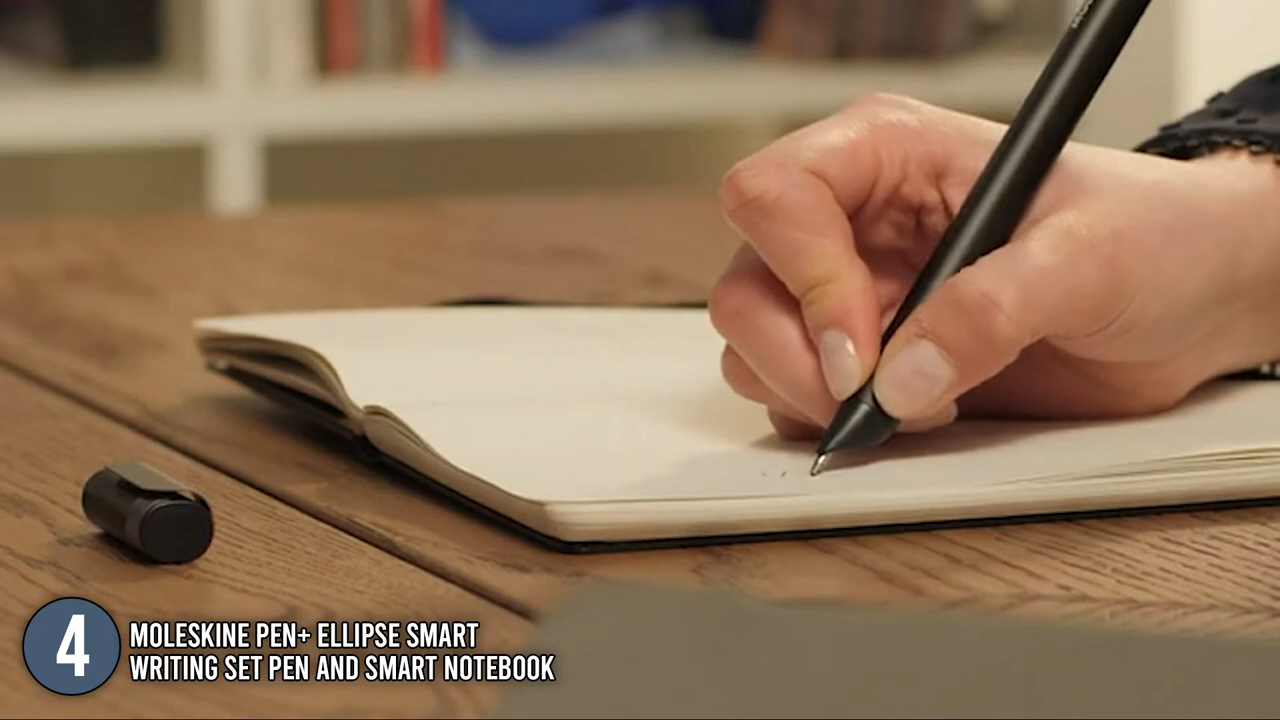 4
MOLESKINE PEN+ ELLIPSE SMART
WRITING SET PEN AND SMART NOTEBOOK